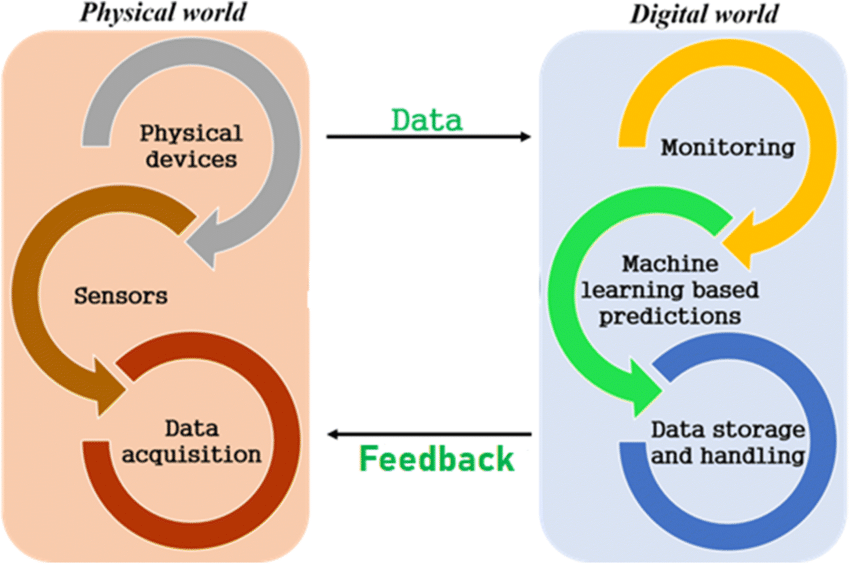 Physical world
Physical
devices
Sensors
Data
acquisition
Data
Feedback
Digital world
Monitoring
Machine
learning based
predictions
Data storage
and handling